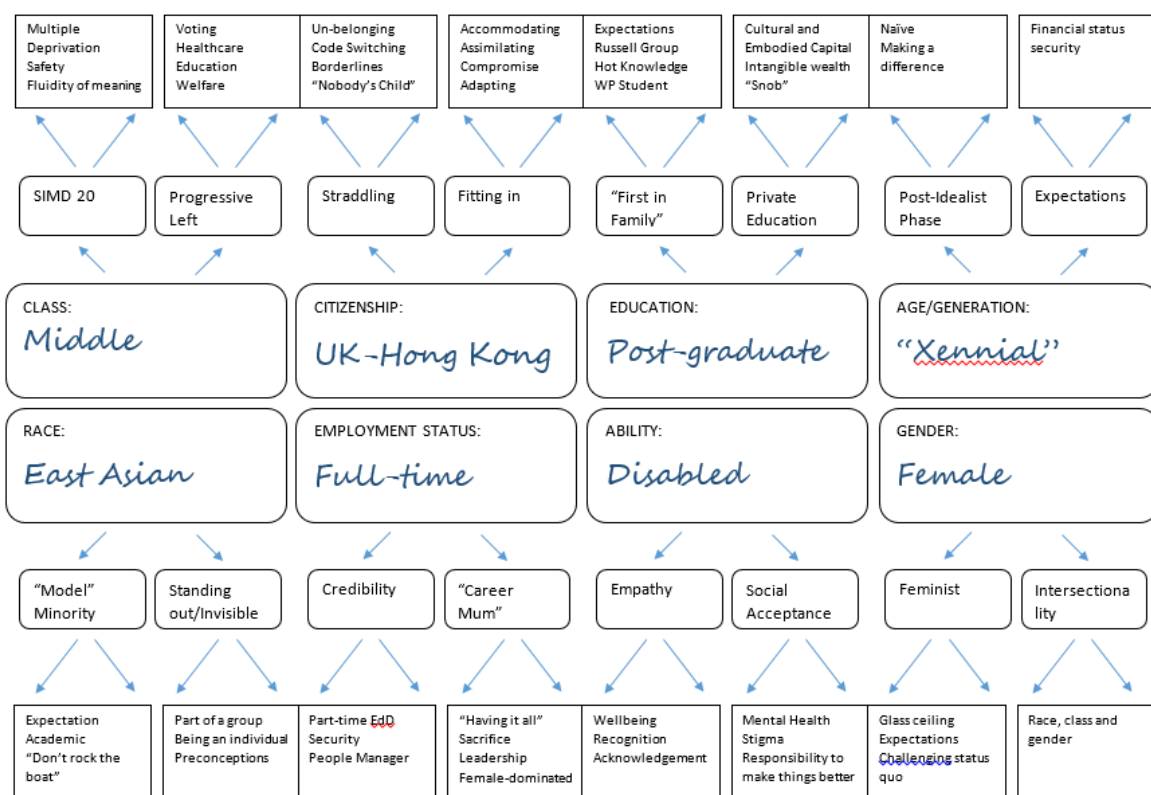 Multiple
Deprivation
Safety
Fluidity of meaning
Voting
Healthcare
Education
Welfare
Un-belonging
Code Switching
Borderlines
“Nobody’s Child”
Accommodating
Assimilating
Compromise
Adapting
Expectations
Russell Group
Hot Knowledge
WP Student
Cultural and
Embodied Capital
Intangible wealth
“Snob”
Naïve
Making a
difference
Financial status
security
SIMD 20
Progressive
Left
Straddling
Fitting in
“First in
Family”
Private
Education
Post-Idealist
Phase
Expectations
CLASS:
Middle
CITIZENSHIP:
UK-Hong Kong
EDUCATION:
Post-graduate
AGE/GENERATION:
“Xennial”
RACE:
East Asian
EMPLOYMENT STATUS:
Full-time
ABILITY:
Disabled
GENDER:
Female
“Model”
Minority
Standing
out/Invisible
Credibility
“Career
Mum”
Empathy
Social
Acceptance
Feminist
Intersectiona
lity
Expectation
Academic
“Don’t rock the
boat”
Part of a group
Being an individual
Preconceptions
Part-time EdD
Security
People Manager
“Having it all”
Sacrifice
Leadership
Female-dominated
Wellbeing
Recognition
Acknowledgement
Mental Health
Stigma
Responsibility to
make things better
Glass ceiling
Expectations
Challenging status
quo
Race, class and
gender